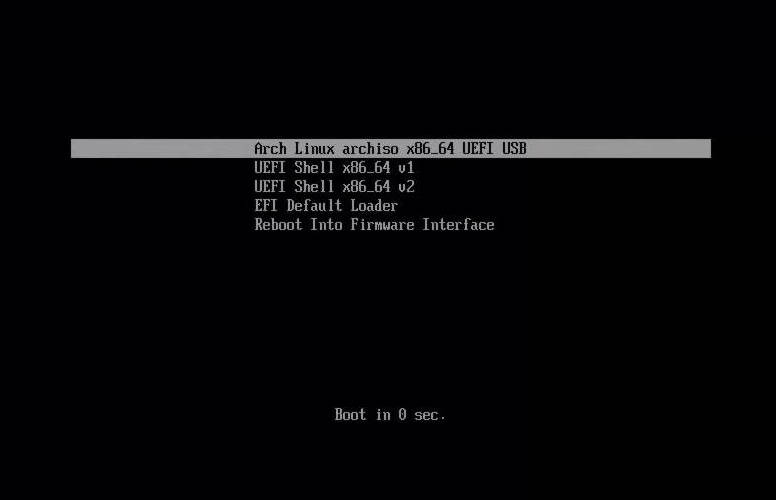 Arch Linux archiso x86_64 UEFI USB
UEFI Shell x86_64 v1
UEFI Shell x86_64 v2
EFI Default Loader
Reboot Into Firmware Interface
Boot in 0 sec.